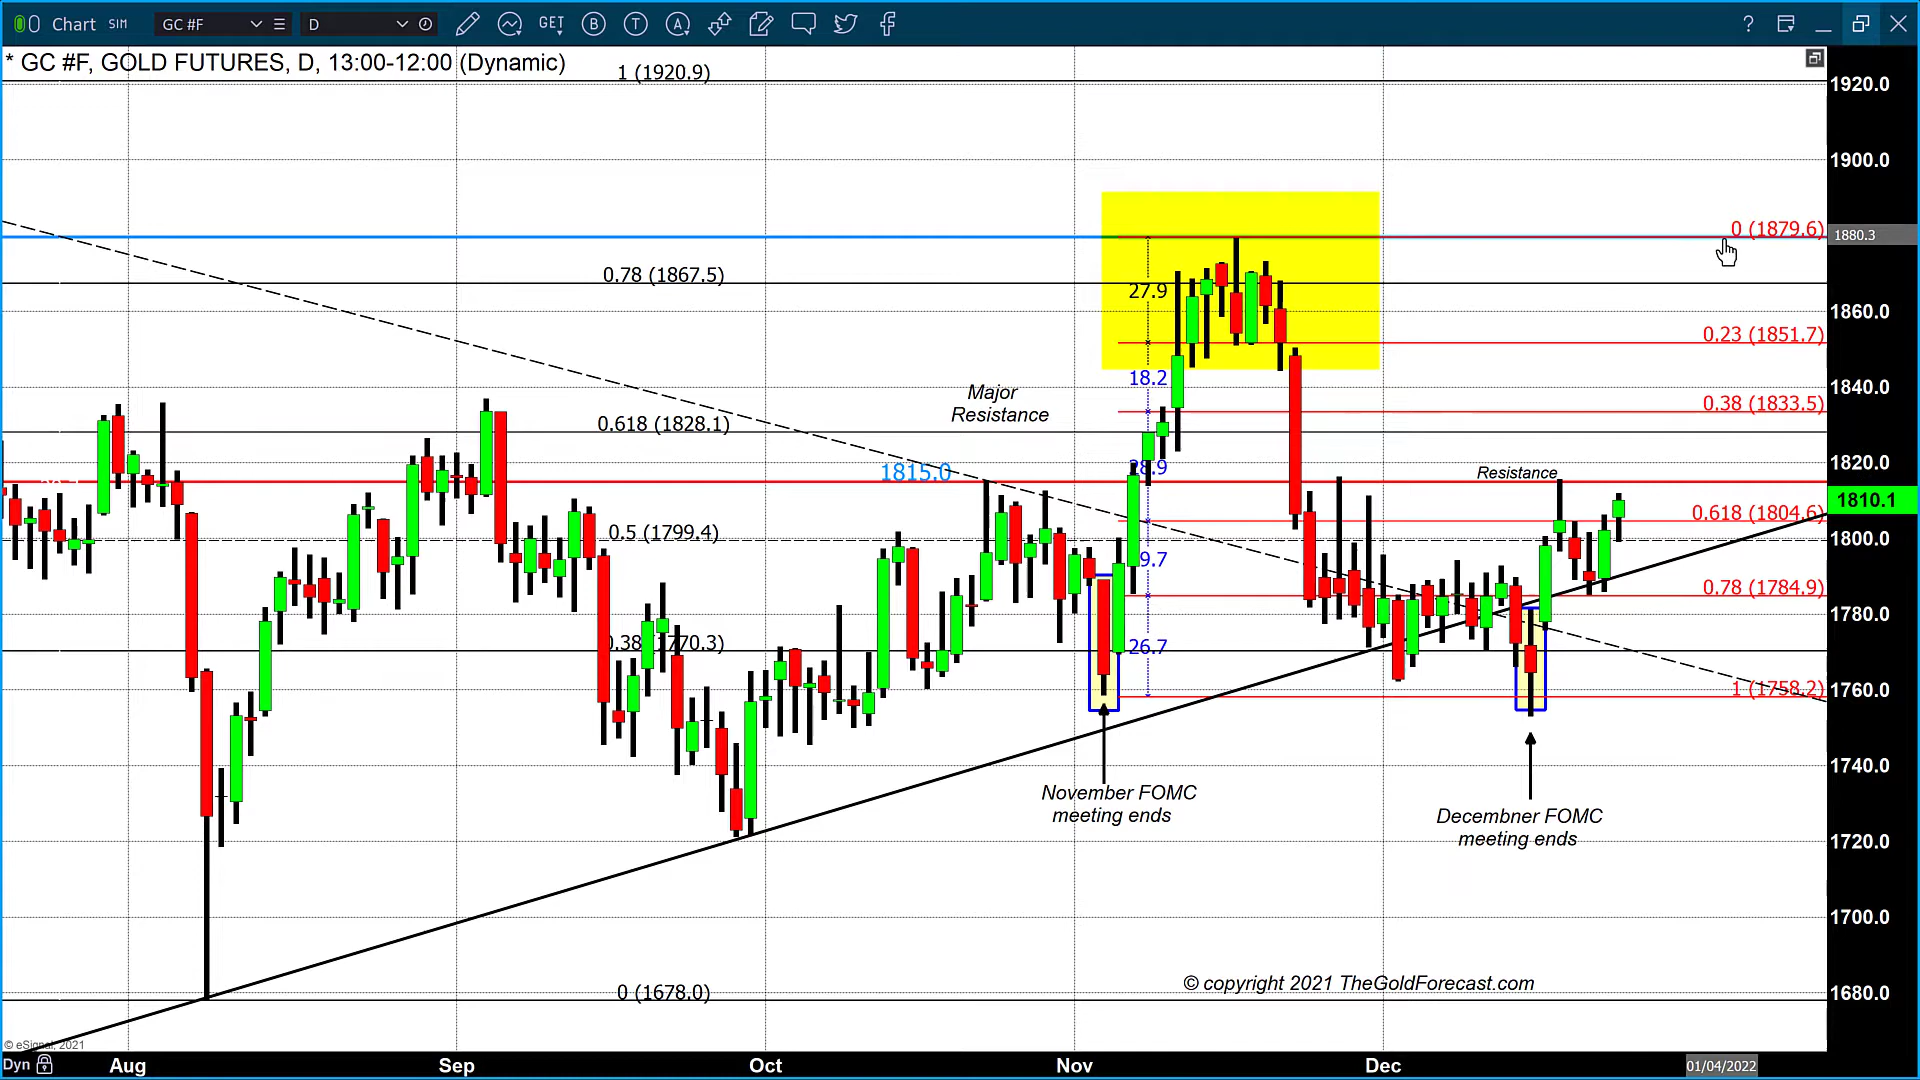 Chart SIM GC #F D GET B T A ?
* GC #F, GOLD FUTURES, D, 13:00-12:00 (Dynamic)
1 (1920.9)
1920.0
1900.0
0 (1879.6)
1880.3
0.78 (1867.5)
27.9
1860.0
0.23 (1851.7)
18.2
1840.0
Major
Resistance
0.38 (1833.5)
0.618 (1828.1)
1820.0
1815.0
28.9
Resistance
1810.1
0.618 (1804.6)
0.5 (1799.4)
1800.0
9.7
0.78 (1784.9)
1780.0
0.38 (1770.3)
26.7
1 (1758.2)
1760.0
1740.0
November FOMC
meeting ends
Decembner FOMC
meeting ends
1720.0
1700.0
© copyright 2021 TheGoldForecast.com
0 (1678.0)
1680.0
© eSignal, 2021
Dyn Aug Sep Oct Nov Dec 01/04/2022